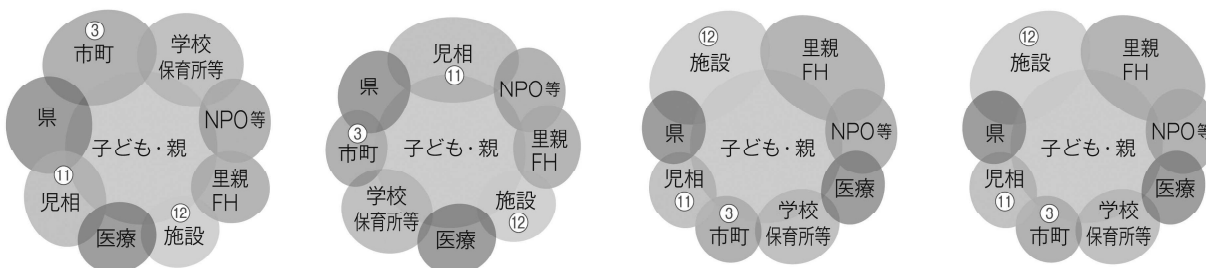 ③
市町
学校
保育所等
県
NPO等
子ども・親
⑪
児相
里親
FH
⑫
施設
医療
児相
⑪
県
NPO等
③
市町
子ども・親
里親
FH
学校
保育所等
施設
⑫
医療
⑫
施設
里親
FH
県
NPO等
子ども・親
児相
⑪
医療
③
市町
学校
保育所等
⑫
施設
里親
FH
県
NPO等
子ども・親
児相
⑪
医療
③
市町
学校
保育所等